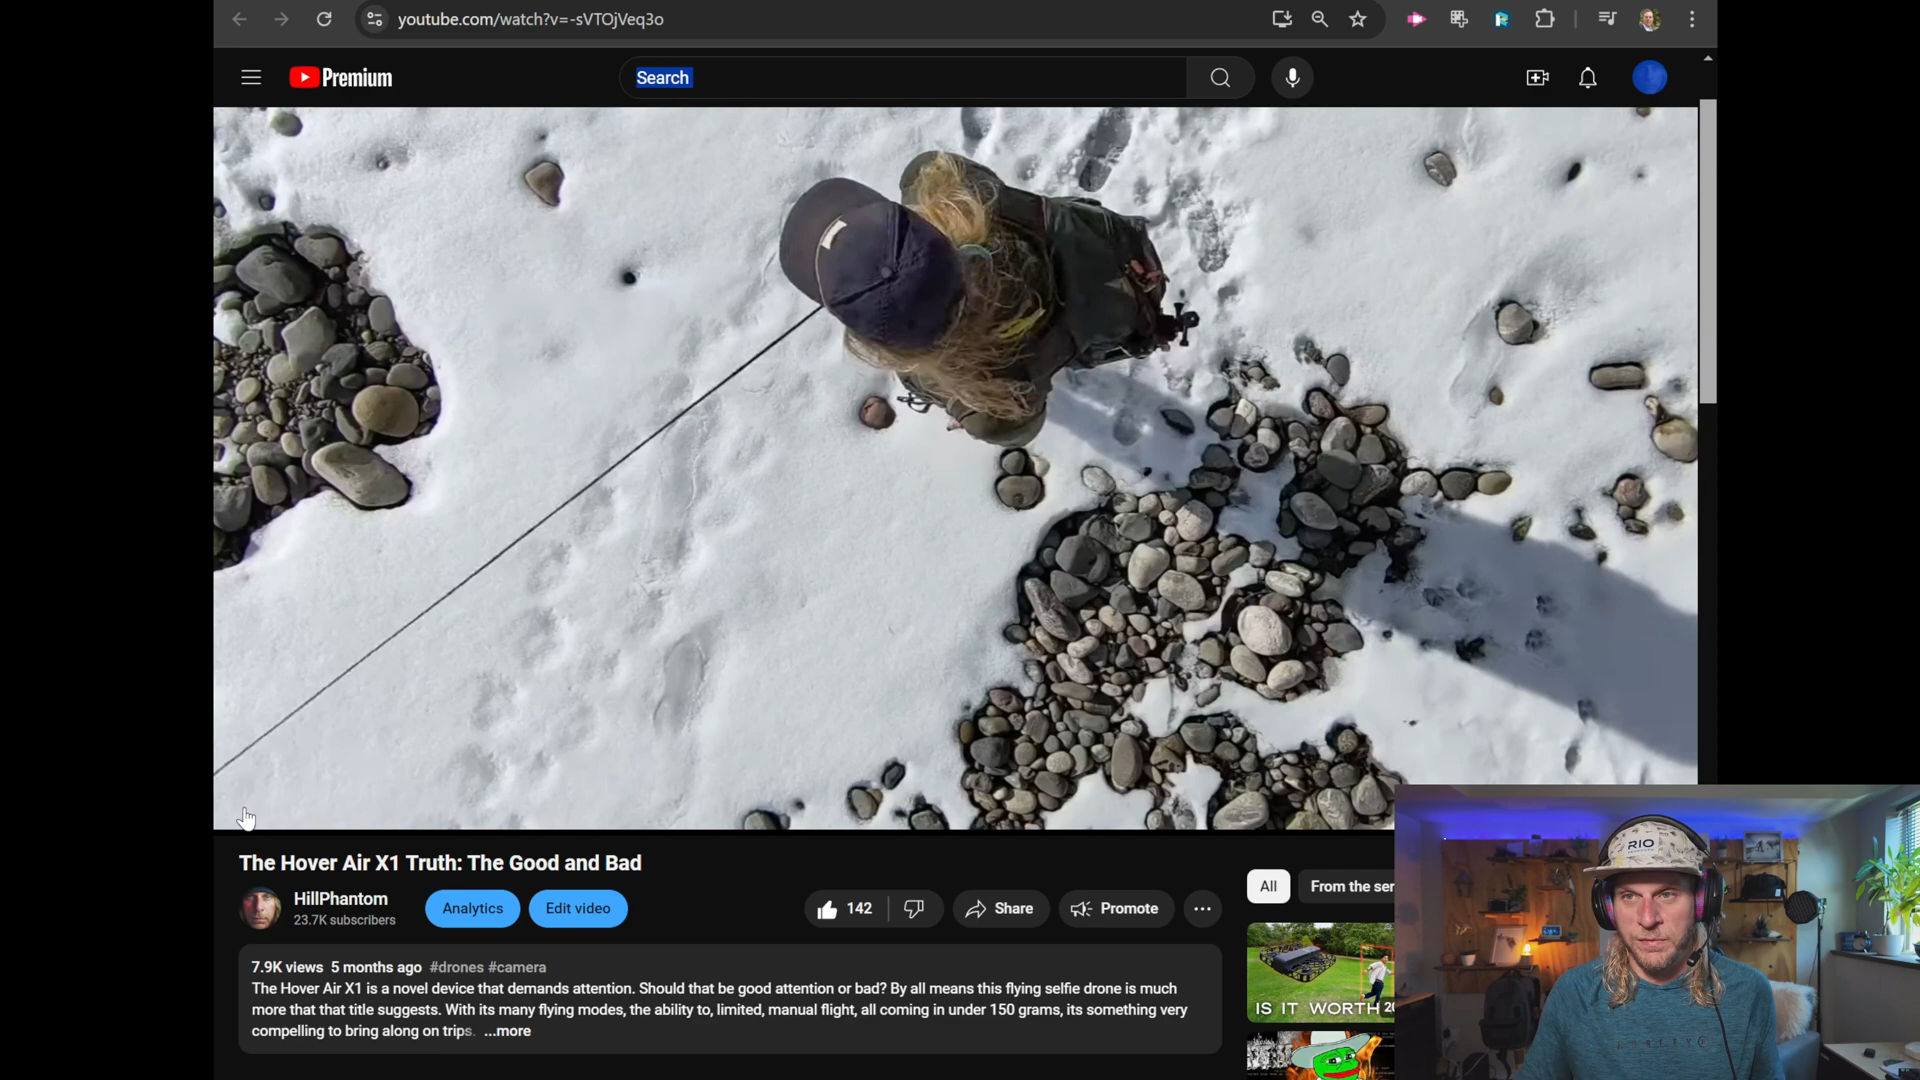 youtube.com/watch?v=-sVTOjVeq3o
Premium
Search
The Hover Air X1 Truth: The Good and Bad
HillPhantom
23.7K subscribers
Analytics
Edit video
142
Share
Promote
All
From the ser
7.9K views 5 months ago #drones #camera
The Hover Air X1 is a novel device that demands attention. Should that be good attention or bad? By all means this flying selfie drone is much
more that that title suggests. With its many flying modes, the ability to, limited, manual flight, all coming in under 150 grams, its something very
compelling to bring along on trips. ...more
IS IT WORTH
RIO